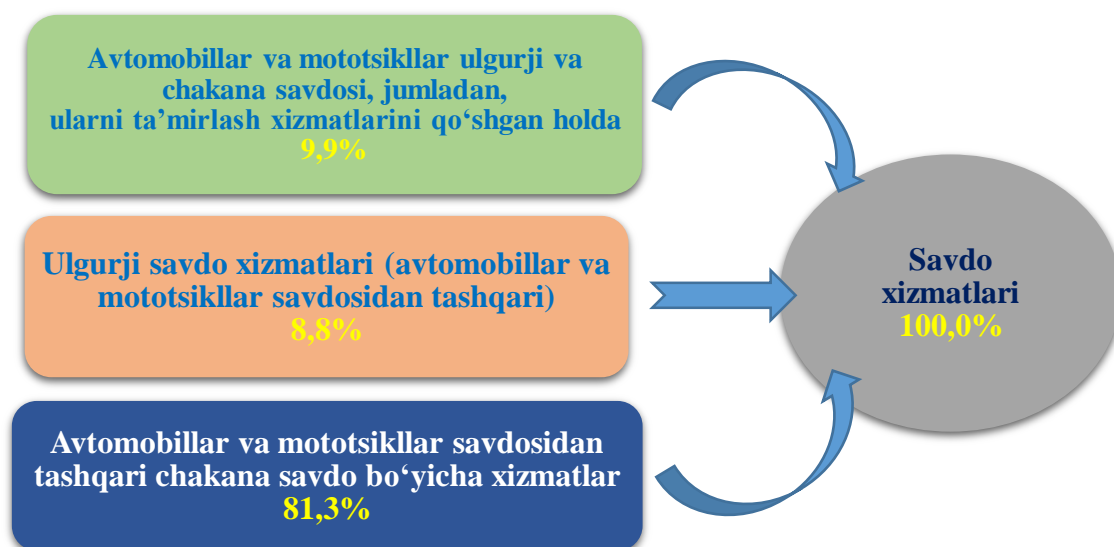 Avtomobillar va mototsikllar ulgurji va
chakana savdosi, jumladan,
ularni ta’mirlash xizmatlarini qo‘shgan holda
9,9%
Ulgurji savdo xizmatlari (avtomobillar va
mototsikllar savdosidan tashqari)
8,8%
Avtomobillar va mototsikllar savdosidan
tashqari chakana savdo bo‘yicha xizmatlar
81,3%
Savdo
xizmatlari
100,0%